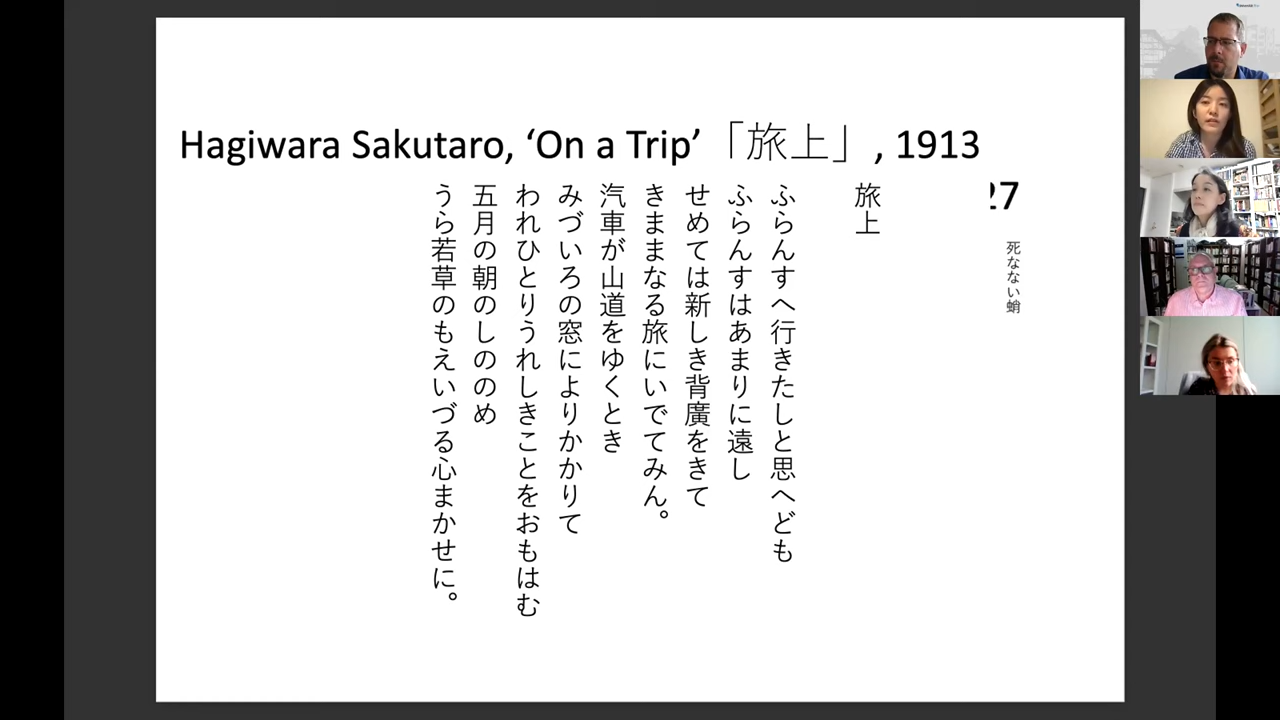 Hagiwara Sakutaro, ‘On a Trip’「旅上」, 1913
27
死なない蛸
旅上
ふらんすへ行きたしと思へども
ふらんすはあまりに遠し
せめては新しき背廣をきて
きままなる旅にいでてみん。
汽車が山道をゆくとき
みづいろの窓によりかかりて
われひとりうれしきことをおもはむ
五月の朝のしののめ
うら若草のもえいづる心まかせに。